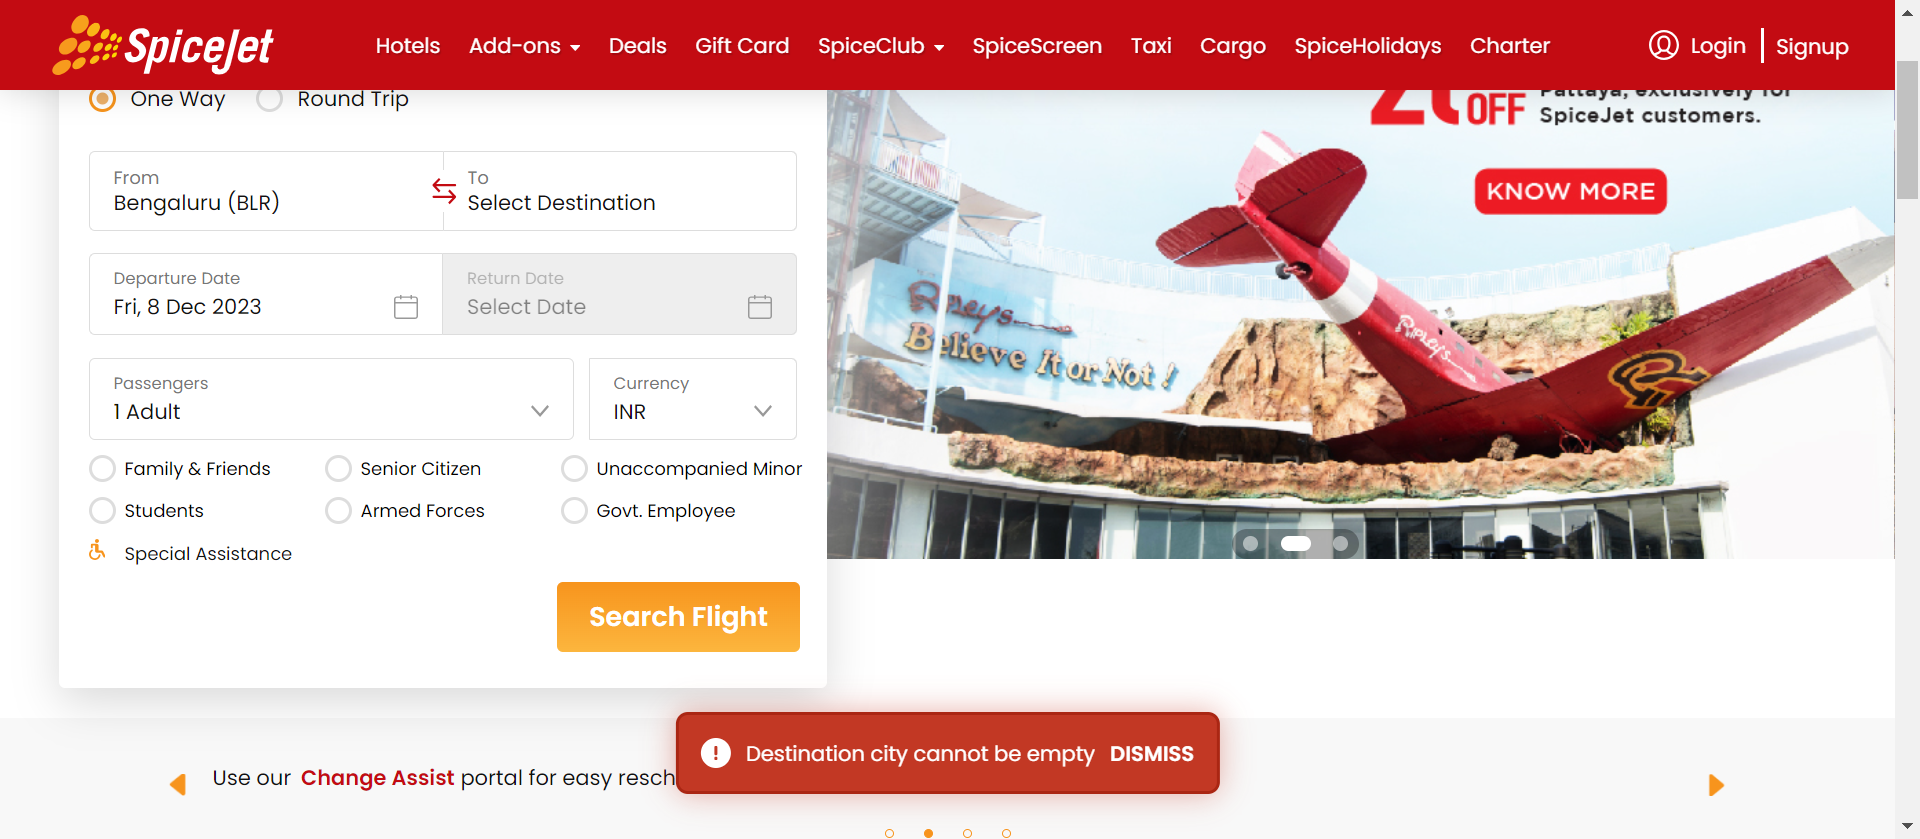 SpiceJet
Hotels Add-ons Deals Gift Card SpiceClub SpiceScreen Taxi Cargo SpiceHolidays Charter Login Signup
One Way Round Trip
From
Bengaluru (BLR)
To
Select Destination
Departure Date
Fri, 8 Dec 2023
Return Date
Select Date
Passengers
1 Adult
Currency
INR
Family & Friends Senior Citizen Unaccompanied Minor
Students Armed Forces Govt. Employee
Special Assistance
Search Flight
OFF
Pattaya, exclusively for
SpiceJet customers.
KNOW MORE
Ripley's
Believe It or Not !
Ripley's
Use our Change Assist portal for easy resch
Destination city cannot be empty DISMISS